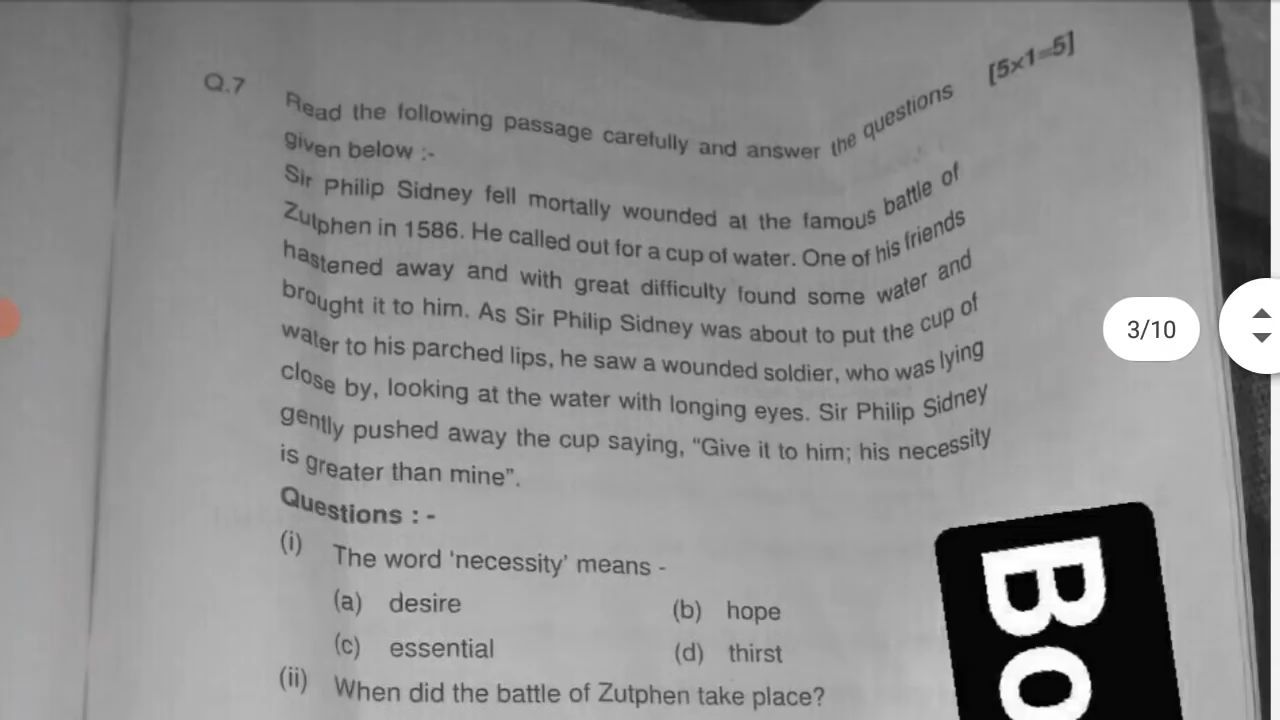 Q.7 Read the following passage carefully and answer the questions [5×1=5]
given below :-
Sir Philip Sidney fell mortally wounded at the famous battle of
Zutphen in 1586. He called out for a cup of water. One of his friends
hastened away and with great difficulty found some water and
brought it to him. As Sir Philip Sidney was about to put the cup of
water to his parched lips, he saw a wounded soldier, who was lying
close by, looking at the water with longing eyes. Sir Philip Sidney
gently pushed away the cup saying, “Give it to him; his necessity
is greater than mine”.
Questions : -
(i) The word ‘necessity’ means -
(a) desire (b) hope
(c) essential (d) thirst
(ii) When did the battle of Zutphen take place?
3/10
BO